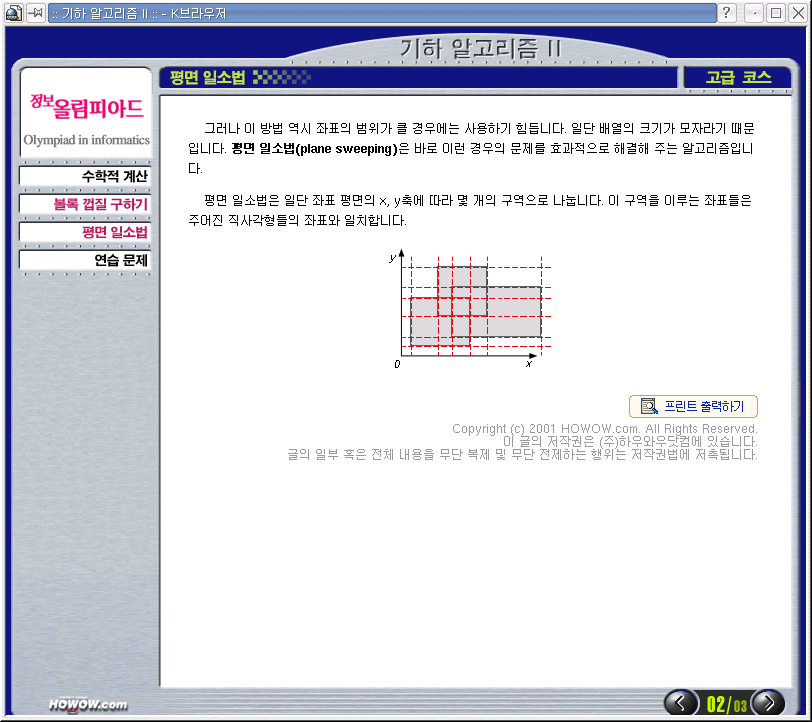 :: 기하 알고리즘 II :: - K브라우저
기하 알고리즘 II
정보
올림피아드
Olympiad in informatics
수학적 계산
볼록 껍질 구하기
평면 일소법
연습 문제
평면 일소법
고급 코스
그러나 이 방법 역시 좌표의 범위가 클 경우에는 사용하기 힘듭니다. 일단 배열의 크기가 모자라기 때문
입니다. 평면 일소법(plane sweeping)은 바로 이런 경우의 문제를 효과적으로 해결해 주는 알고리즘입니
다.
평면 일소법은 일단 좌표 평면의 x, y축에 따라 몇 개의 구역으로 나눕니다. 이 구역을 이루는 좌표들은
주어진 직사각형들의 좌표와 일치합니다.
y
0
x
프린트 출력하기
Copyright (c) 2001 HOWOW.com. All Rights Reserved.
이 글의 저작권은 (주)하우와우닷컴에 있습니다.
글의 일부 혹은 전체 내용을 무단 복제 및 무단 전제하는 행위는 저작권법에 저촉됩니다.
HOWOW.com
02/03